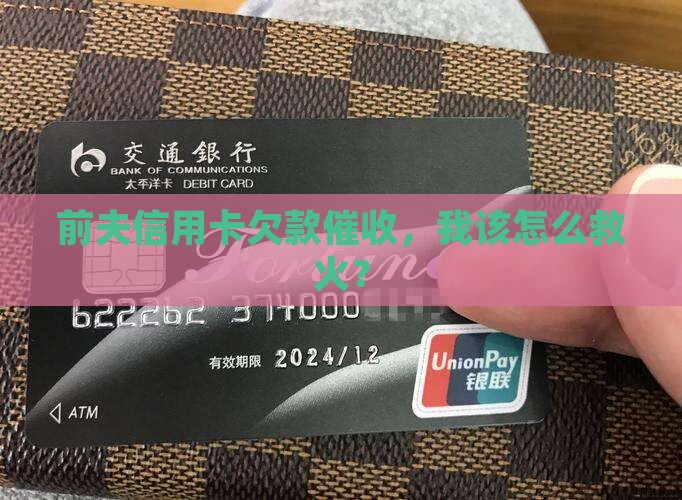 交通銀行
BANK OF COMMUNICATIONS
太平洋卡 DEBIT CARD
前夫信用卡欠款催收，我该怎么救
火?
Fortun
622262 374000
有效期限 2024/12
ATM
UnionPay
银联